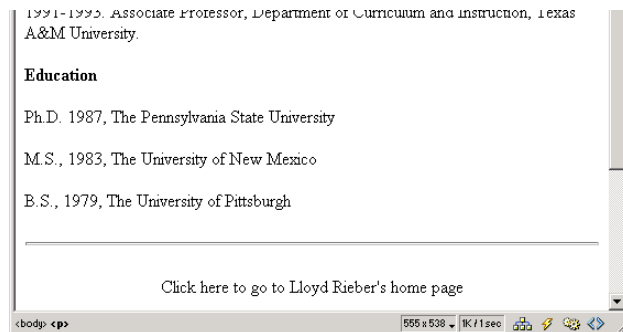 1991-1993. Associate Professor, Department of Curriculum and Instruction, Texas
A&M University.
Education
Ph.D. 1987, The Pennsylvania State University
M.S., 1983, The University of New Mexico
B.S., 1979, The University of Pittsburgh
Click here to go to Lloyd Rieber's home page
<body> <p> 555 x 538 1K / 1 sec